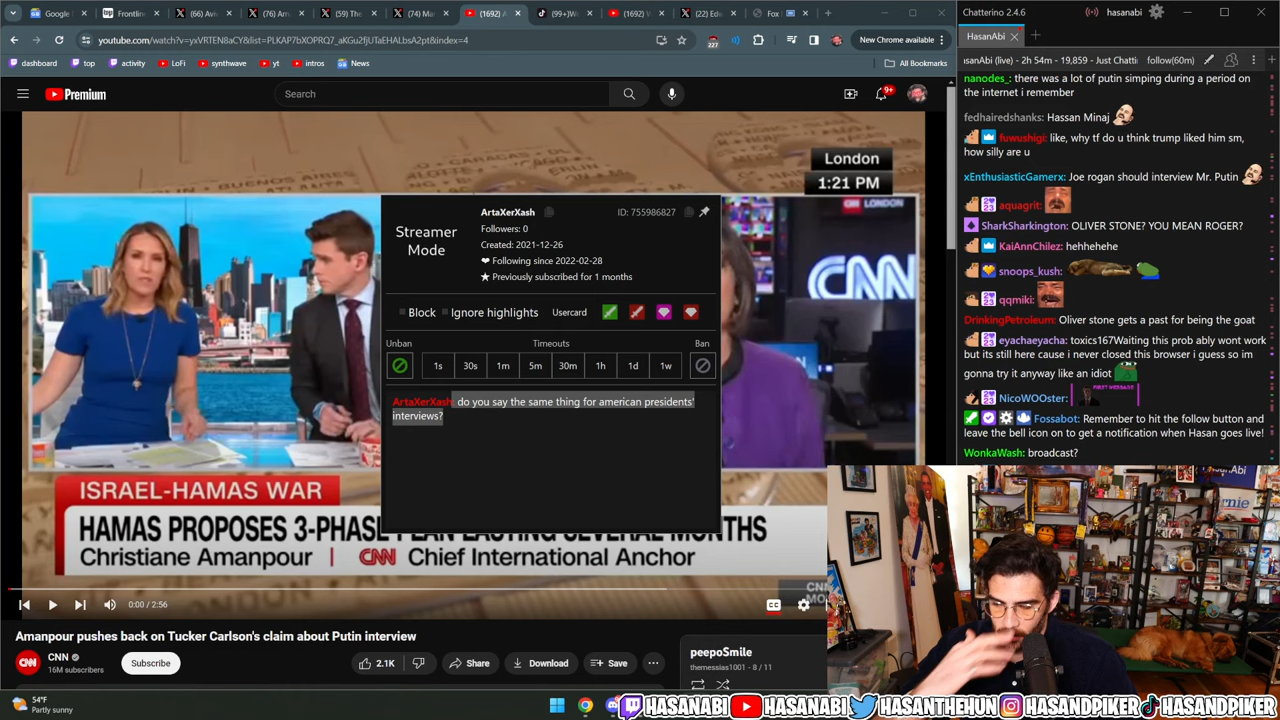 Google
Frontline
(66) Avi
(76) Am
(59) The
(74) Ma
(1692) A
(99+)W
(1692) V
(22) Ede
Fox
youtube.com/watch?v=yxVRTEN8aCY&list=PLKAP7bXOPRQ7_aKGu2fjUTaEHALbsA2pt&index=4
227
New Chrome available
dashboard
top
activity
LoFi
synthwave
yt
intros
News
All Bookmarks
Premium
Search
9+
London
1:21 PM
CNN LONDON
CNN
Streamer
Mode
ArtaXerXash
ID: 755986827
Followers: 0
Created: 2021-12-26
❤ Following since 2022-02-28
★ Previously subscribed for 1 months
Block
Ignore highlights
Usercard
Unban
Timeouts
Ban
1s
30s
1m
5m
30m
1h
1d
1w
ArtaXerXash: do you say the same thing for american presidents'
interviews?
ISRAEL-HAMAS WAR
HAMAS PROPOSES 3-PHASE PLAN LASTING SEVERAL MONTHS
Christiane Amanpour | CNN Chief International Anchor
0:00 / 2:56
CC
Amanpour pushes back on Tucker Carlson's claim about Putin interview
CNN
16M subscribers
Subscribe
2.1K
Share
Download
Save
peepoSmile
themessias1001 - 8 / 11
54°F
Partly sunny
Chatterino 2.4.6
hasanabi
HasanAbi
sanAbi (live) - 2h 54m - 19,859 - Just Chatti
follow(60m)
nanodes_: there was a lot of putin simping during a period on
the internet i remember
fedhairedshanks: Hassan Minaj
fuwushigi: like, why tf do u think trump liked him sm,
how silly are u
xEnthusiasticGamerx: Joe rogan should interview Mr. Putin
aquagrit:
SharkSharkington: OLIVER STONE? YOU MEAN ROGER?
KaiAnnChilez: hehhehehe
snoops_kush:
qqmiki:
DrinkingPetroleum: Oliver stone gets a past for being the goat
eyachaeyacha: toxics167Waiting this prob ably wont work
but its still here cause i never closed this browser i guess so im
gonna try it anyway like an idiot
NicoWOOster:
Fossabot: Remember to hit the follow button and
leave the bell icon on to get a notification when Hasan goes live!
WonkaWash: broadcast?
HASANABI
HASANABI
HASANTHEHUN
HASANDPIKER
HASANDPIKER